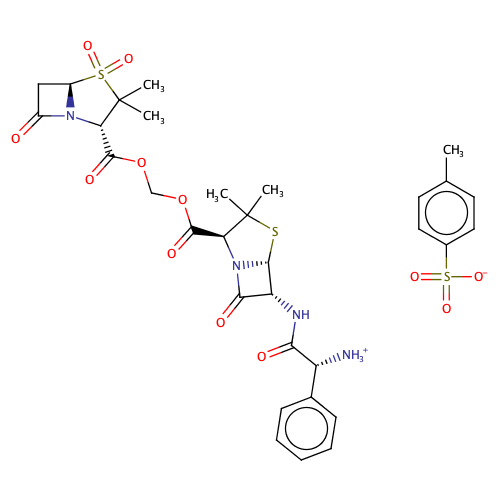 O O
S CH₃
CH₃
O N
O O
O
H₃C CH₃
O
S
N
O
NH
O NH₃⁺
CH₃
O S O⁻
O